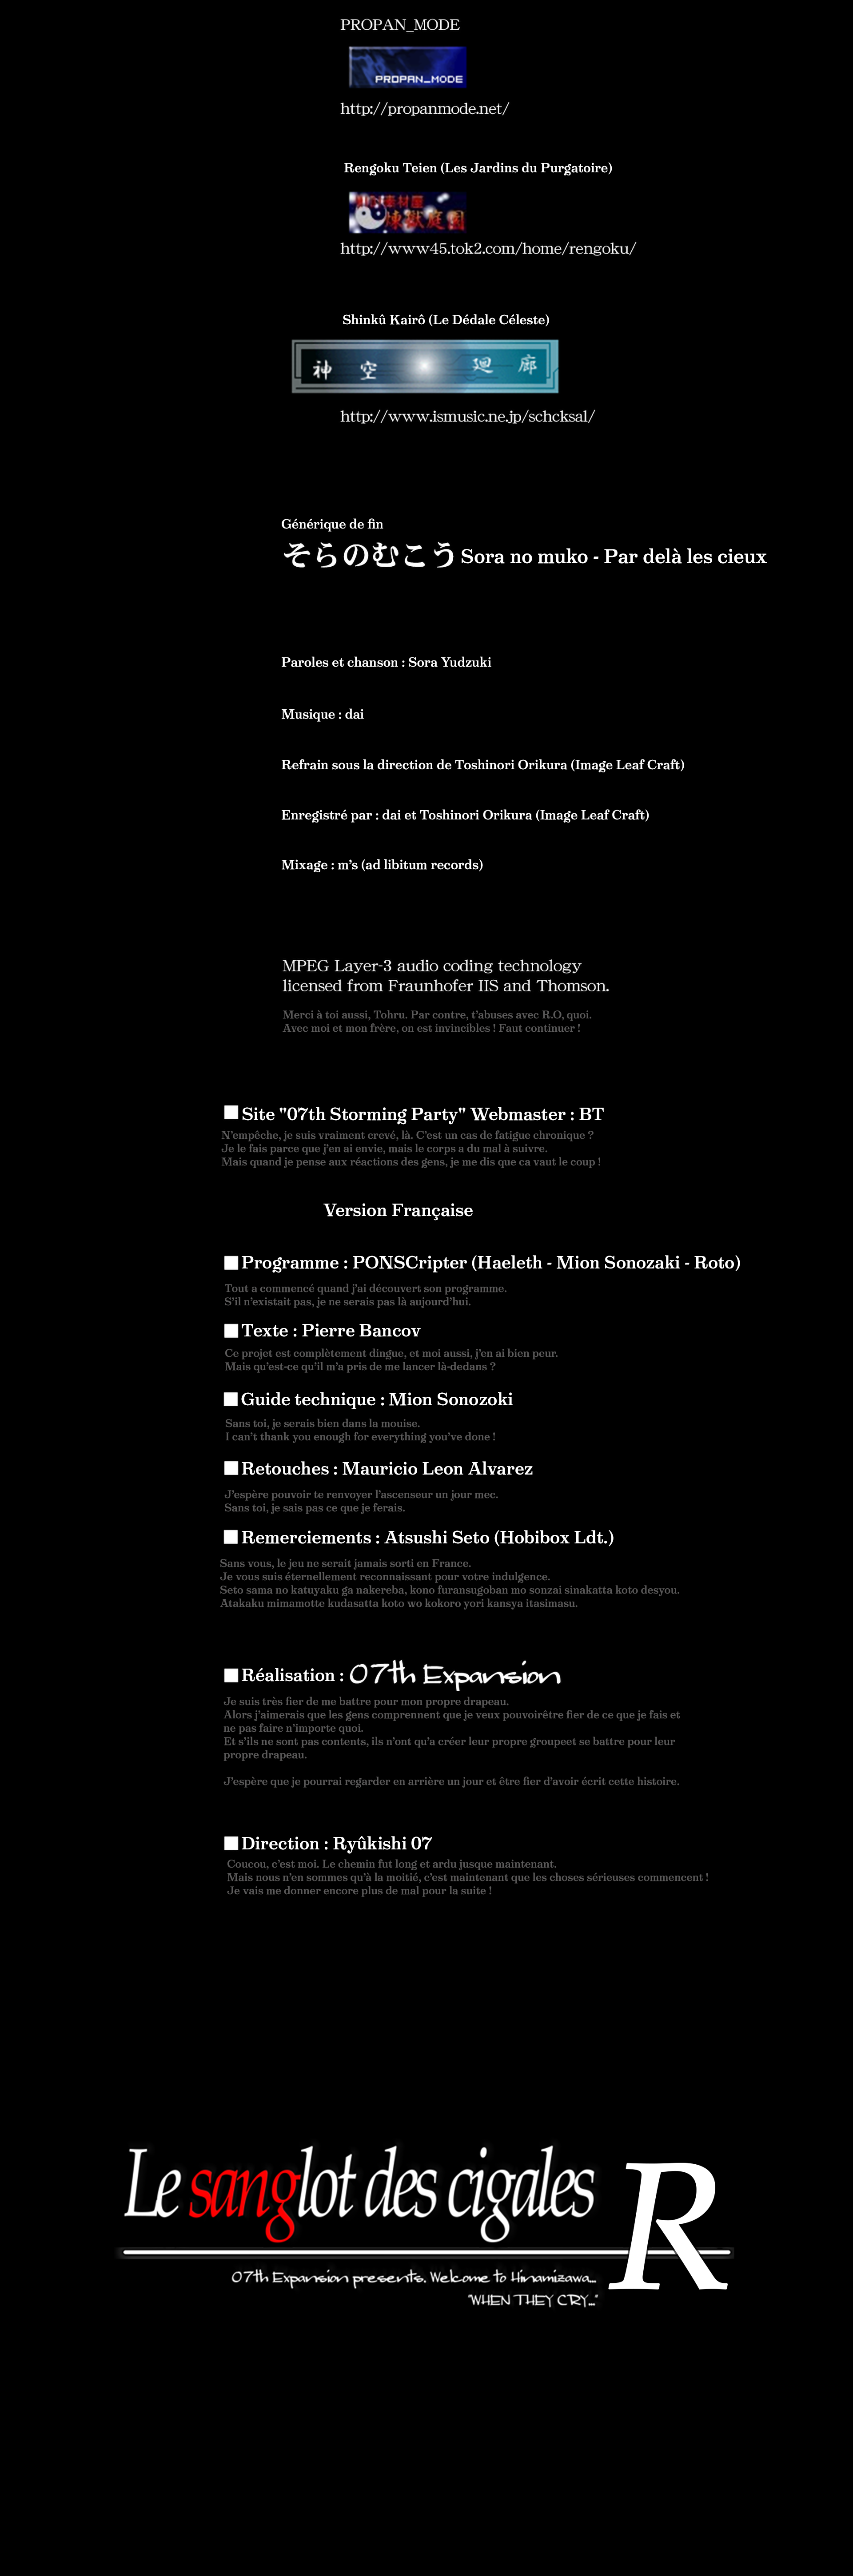 PROPAN_MODE
PROPAN_MODE
http://propanmode.net/
Rengoku Teien (Les Jardins du Purgatoire)
煉獄庭園
http://www45.tok2.com/home/rengoku/
Shinkû Kairô (Le Dédale Céleste)
神空廻廊
http://www.ismusic.ne.jp/schcksal/
Générique de fin
そらのむこう Sora no muko - Par delà les cieux
Paroles et chanson : Sora Yudzuki
Musique : dai
Refrain sous la direction de Toshinori Orikura (Image Leaf Craft)
Enregistré par : dai et Toshinori Orikura (Image Leaf Craft)
Mixage : m's (ad libitum records)
MPEG Layer-3 audio coding technology
licensed from Fraunhofer IIS and Thomson.
Merci à toi aussi, Tohru. Par contre, t'abuses avec R.O, quoi.
Avec moi et mon frère, on est invincibles ! Faut continuer !
■ Site "07th Storming Party" Webmaster : BT
N'empêche, je suis vraiment crevé, là. C'est un cas de fatigue chronique ?
Je le fais parce que j'en ai envie, mais le corps a du mal à suivre.
Mais quand je pense aux réactions des gens, je me dis que ca vaut le coup !
Version Française
■ Programme : PONSCripter (Haeleth - Mion Sonozaki - Roto)
Tout a commencé quand j'ai découvert son programme.
S'il n'existait pas, je ne serais pas là aujourd'hui.
■ Texte : Pierre Bancov
Ce projet est complètement dingue, et moi aussi, j'en ai bien peur.
Mais qu'est-ce qu'il m'a pris de me lancer là-dedans ?
■ Guide technique : Mion Sonozoki
Sans toi, je serais bien dans la mouise.
I can't thank you enough for everything you've done !
■ Retouches : Mauricio Leon Alvarez
J'espère pouvoir te renvoyer l'ascenseur un jour mec.
Sans toi, je sais pas ce que je ferais.
■ Remerciements : Atsushi Seto (Hobibox Ldt.)
Sans vous, le jeu ne serait jamais sorti en France.
Je vous suis éternellement reconnaissant pour votre indulgence.
Seto sama no katuyaku ga nakereba, kono furansugoban mo sonzai sinakatta koto desyou.
Atakaku mimamotte kudasatta koto wo kokoro yori kansya itasimasu.
■ Réalisation : 07th Expansion
Je suis très fier de me battre pour mon propre drapeau.
Alors j'aimerais que les gens comprennent que je veux pouvoirêtre fier de ce que je fais et
ne pas faire n'importe quoi.
Et s'ils ne sont pas contents, ils n'ont qu'a créer leur propre groupeet se battre pour leur
propre drapeau.
J'espère que je pourrai regarder en arrière un jour et être fier d'avoir écrit cette histoire.
■ Direction : Ryûkishi 07
Coucou, c'est moi. Le chemin fut long et ardu jusque maintenant.
Mais nous n'en sommes qu'à la moitié, c'est maintenant que les choses sérieuses commencent !
Je vais me donner encore plus de mal pour la suite !
Le sanglot des cigales R
07th Expansion presents. Welcome to Hinamizawa...
"WHEN THEY CRY..."